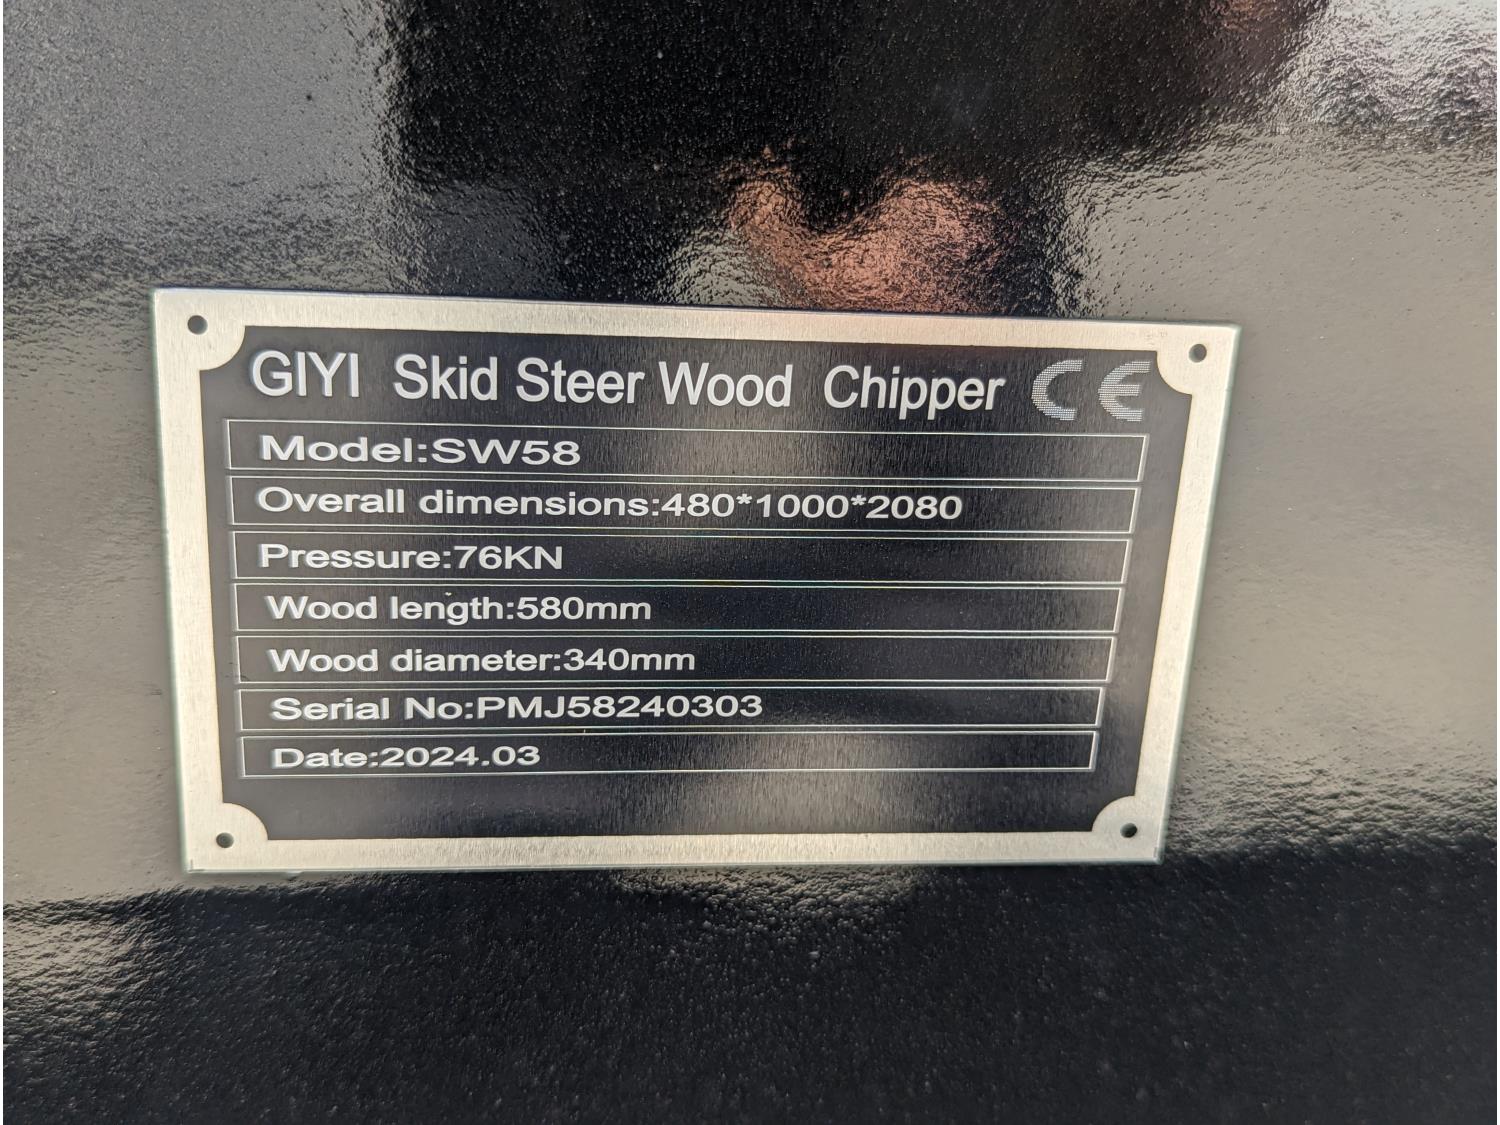 GIYI Skid Steer Wood Chipper CE
Model:SW58
Overall dimensions:480*1000*2080
Pressure:76KN
Wood length:580mm
Wood diameter:340mm
Serial No:PMJ58240303
Date:2024.03